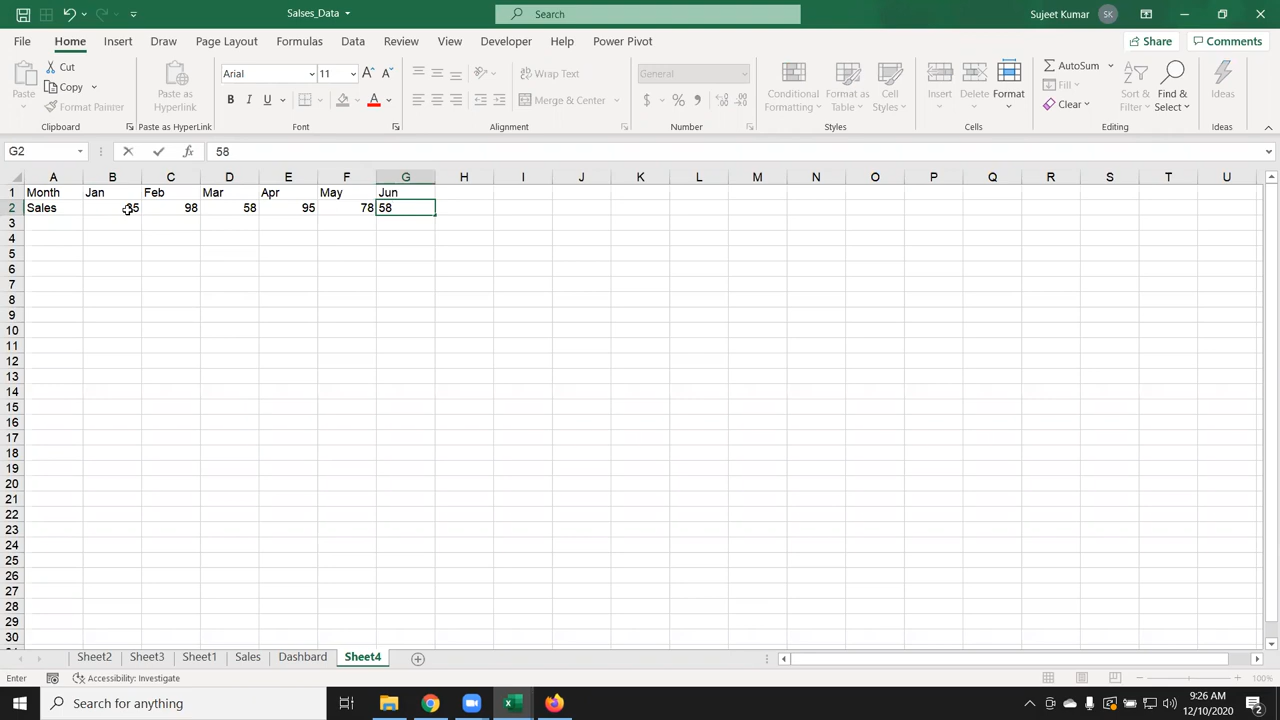 Salses_Data
Search
Sujeet Kumar
SK
File
Home
Insert
Draw
Page Layout
Formulas
Data
Review
View
Developer
Help
Power Pivot
Share
Comments
Paste
Cut
Copy
Format Painter
Clipboard
Paste as
Hyperlink
Paste as HyperLink
Arial
11
B I U
Font
Wrap Text
Merge & Center
Alignment
General
$ % ,
Number
Conditional
Formatting
Format as
Table
Cell
Styles
Styles
Insert
Delete
Format
Cells
AutoSum
Fill
Clear
Sort &
Filter
Find &
Select
Editing
Ideas
Ideas
G2
fx
58
A B C D E F G H I J K L M N O P Q R S T U
1 Month Jan Feb Mar Apr May Jun
2 Sales 98 58 95 78 58
3
4
5
6
7
8
9
10
11
12
13
14
15
16
17
18
19
20
21
22
23
24
25
26
27
28
29
30
Sheet2
Sheet3
Sheet1
Sales
Dashbard
Sheet4
Enter
Accessibility: Investigate
100%
Search for anything
9:26 AM
12/10/2020
2